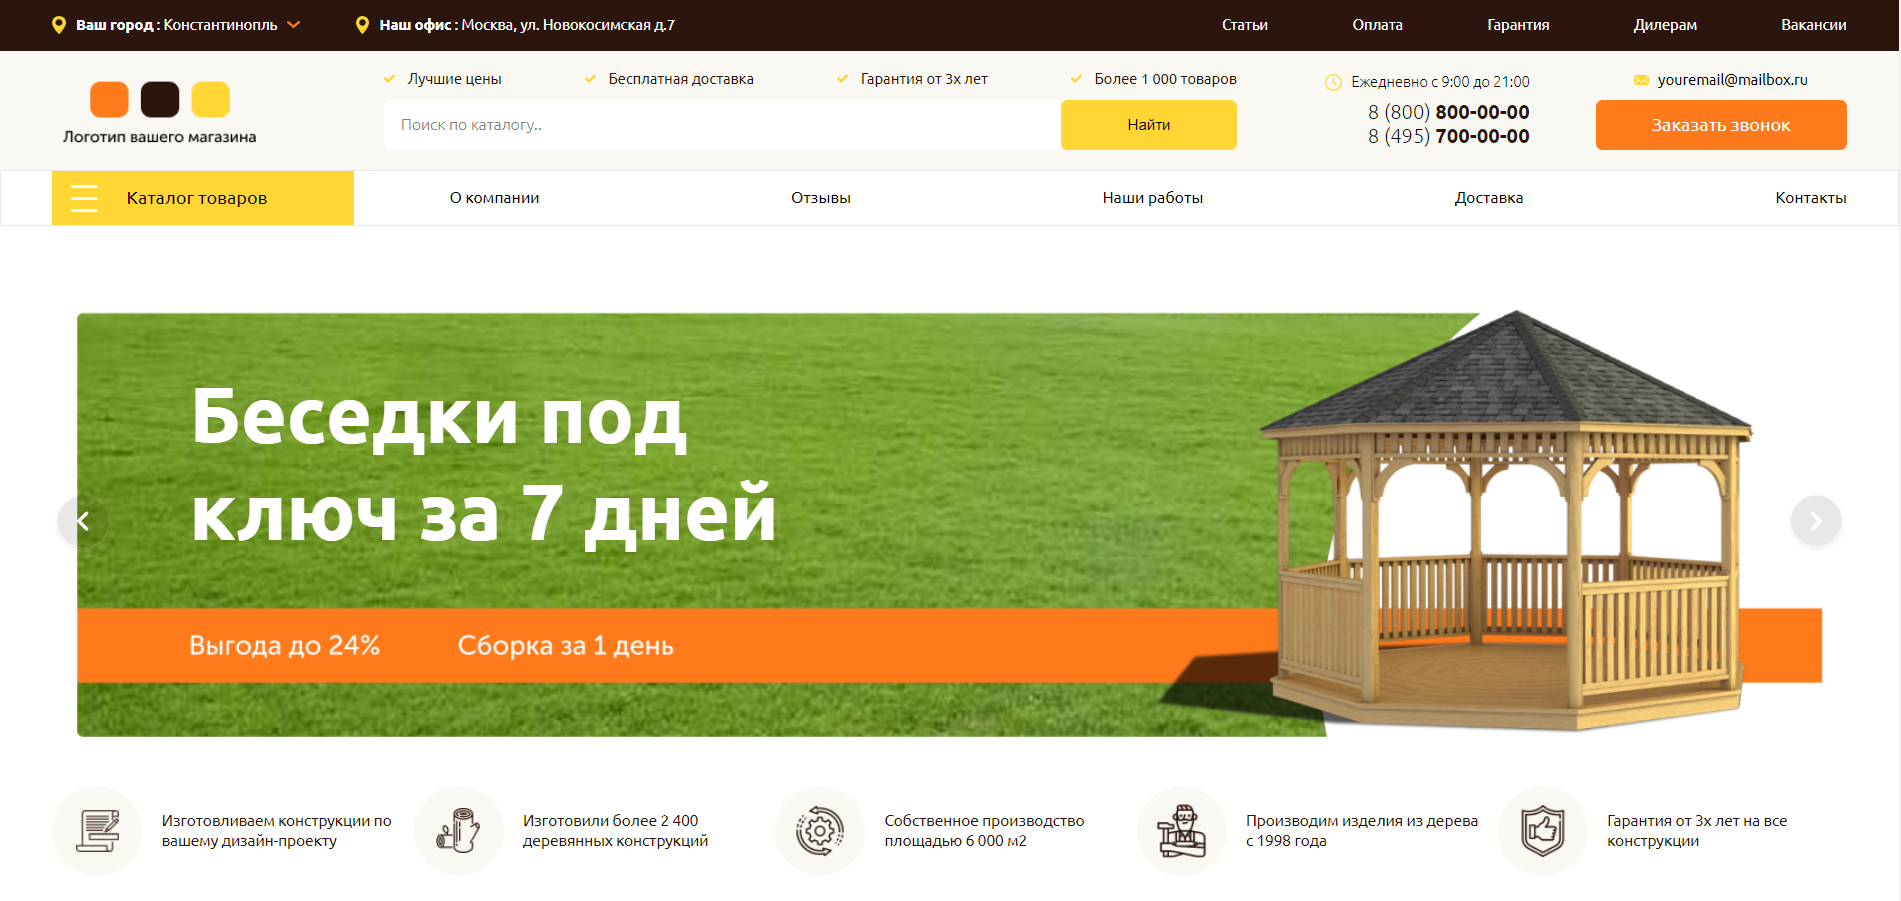 Ваш город : Константинополь
Наш офис : Москва, ул. Новокосимская д.7
Статьи
Оплата
Гарантия
Дилерам
Вакансии
Логотип вашего магазина
Лучшие цены
Бесплатная доставка
Гарантия от 3х лет
Более 1 000 товаров
Поиск по каталогу..
Найти
Ежедневно с 9:00 до 21:00
8 (800) 800-00-00
8 (495) 700-00-00
youremail@mailbox.ru
Заказать звонок
Каталог товаров
О компании
Отзывы
Наши работы
Доставка
Контакты
Беседки под
ключ за 7 дней
Выгода до 24%
Сборка за 1 день
Изготовливаем конструкции по
вашему дизайн-проекту
Изготовили более 2 400
деревянных конструкций
Собственное производство
площадью 6 000 м2
Производим изделия из дерева
с 1998 года
Гарантия от 3х лет на все
конструкции